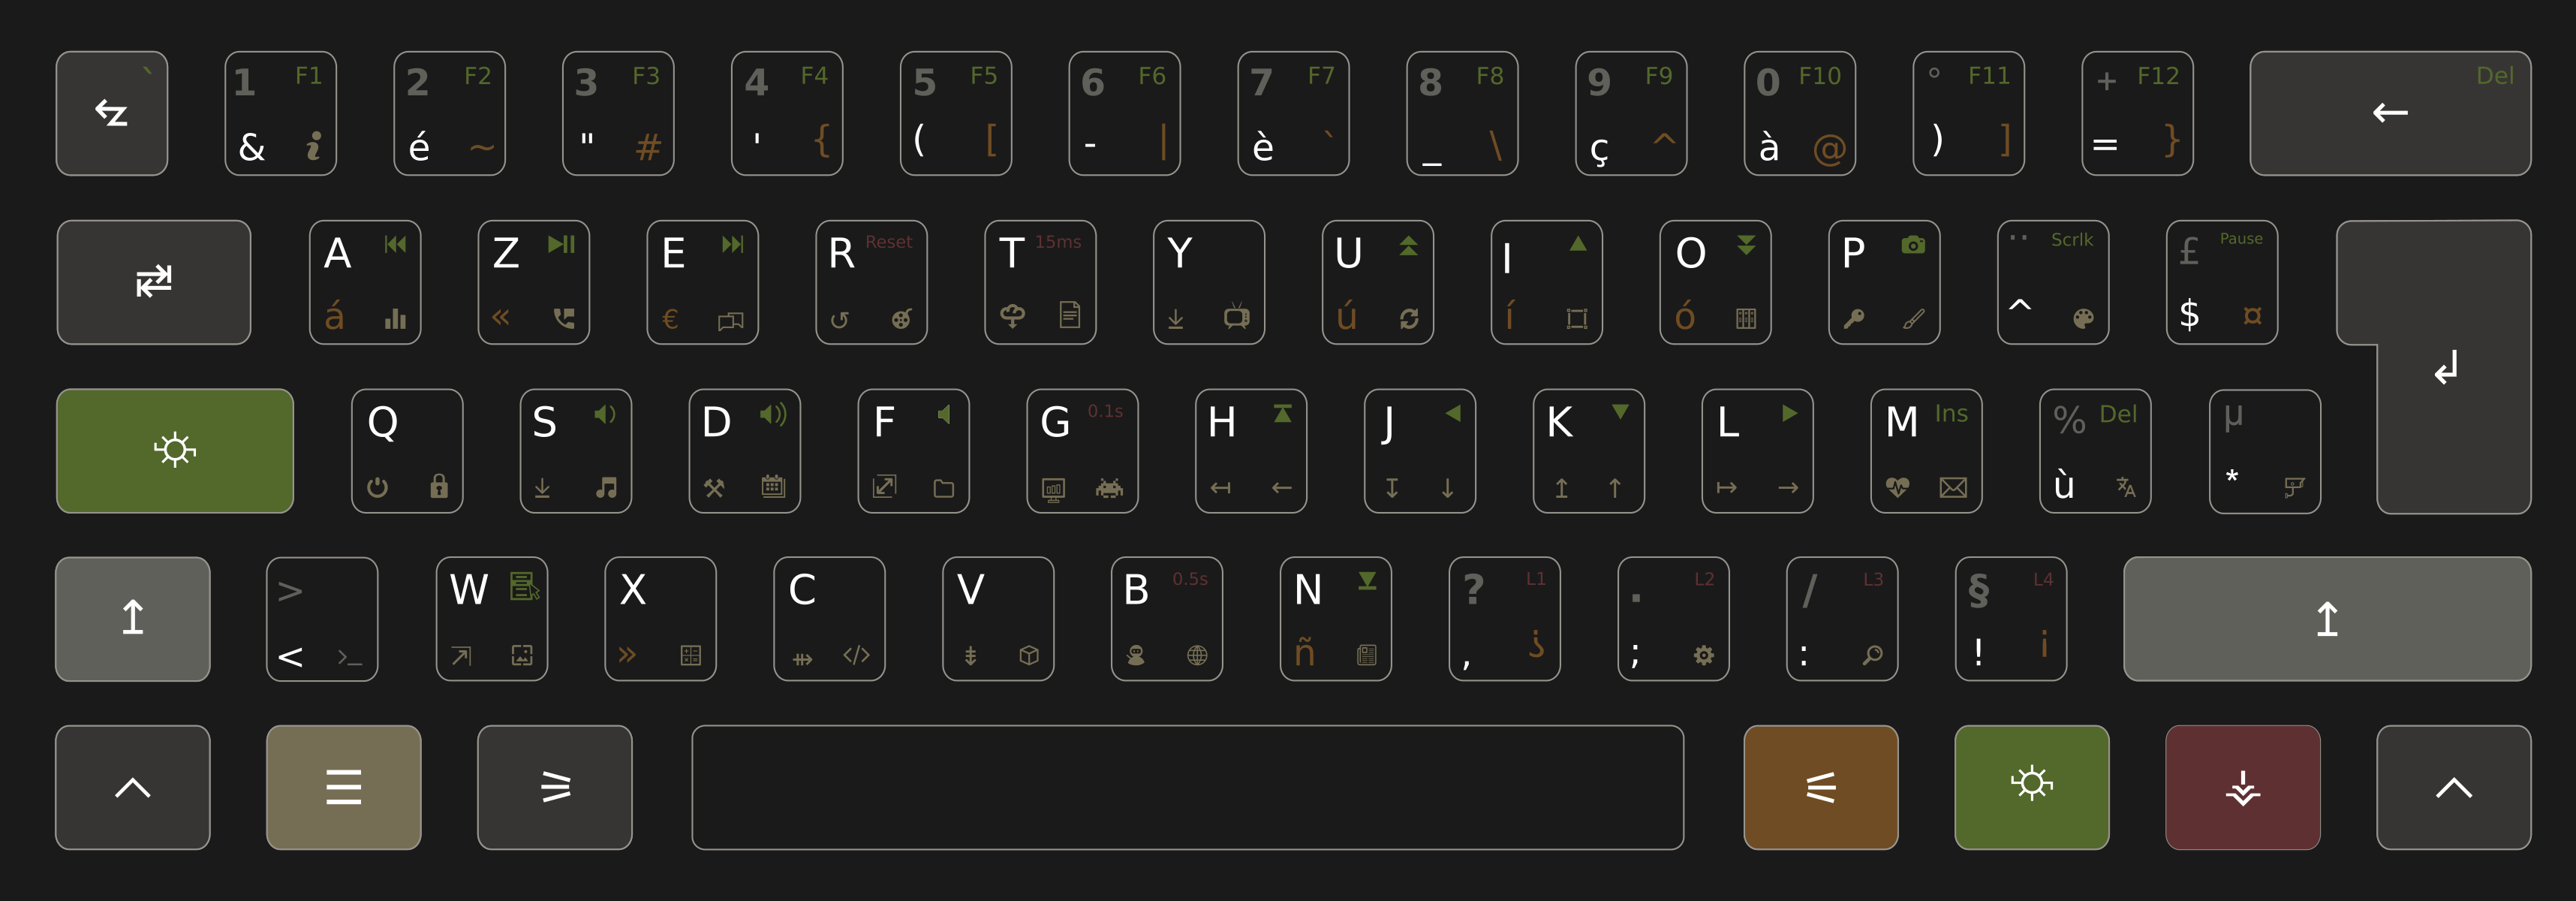 ` 1 F1 2 F2 3 F3 4 F4 5 F5 6 F6 7 F7 8 F8 9 F9 0 F10 ° F11 + F12 Del
& i é ~ " # ' { ( [ - | è ` _ \ ç ^ à @ ) ] = } ←
A Z E R Reset T 15ms Y U I O P ¨ Scrlk £ Pause
á « € ú í ó ^ $ ¤
Q S D F G 0.1s H J K L M Ins % Del µ
ù *
> W X C V B 0.5s N ? L1 . L2 / L3 § L4
< >_ » </> ñ , ¿ ; : ! ¡